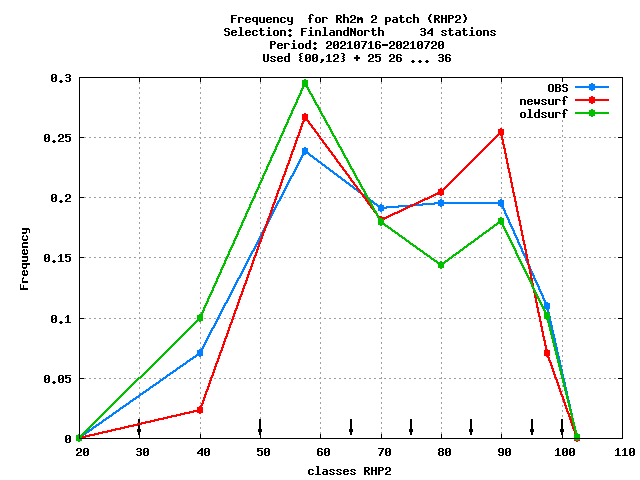 Frequency  for Rh2m 2 patch (RHP2)
Selection: FinlandNorth     34 stations
Period: 20210716-20210720
Used {00,12} + 25 26 ... 36
0.3
0.25
0.2
0.15
0.1
0.05
0
Frequency
OBS
newsurf
oldsurf
20 30 40 50 60 70 80 90 100 110
classes RHP2